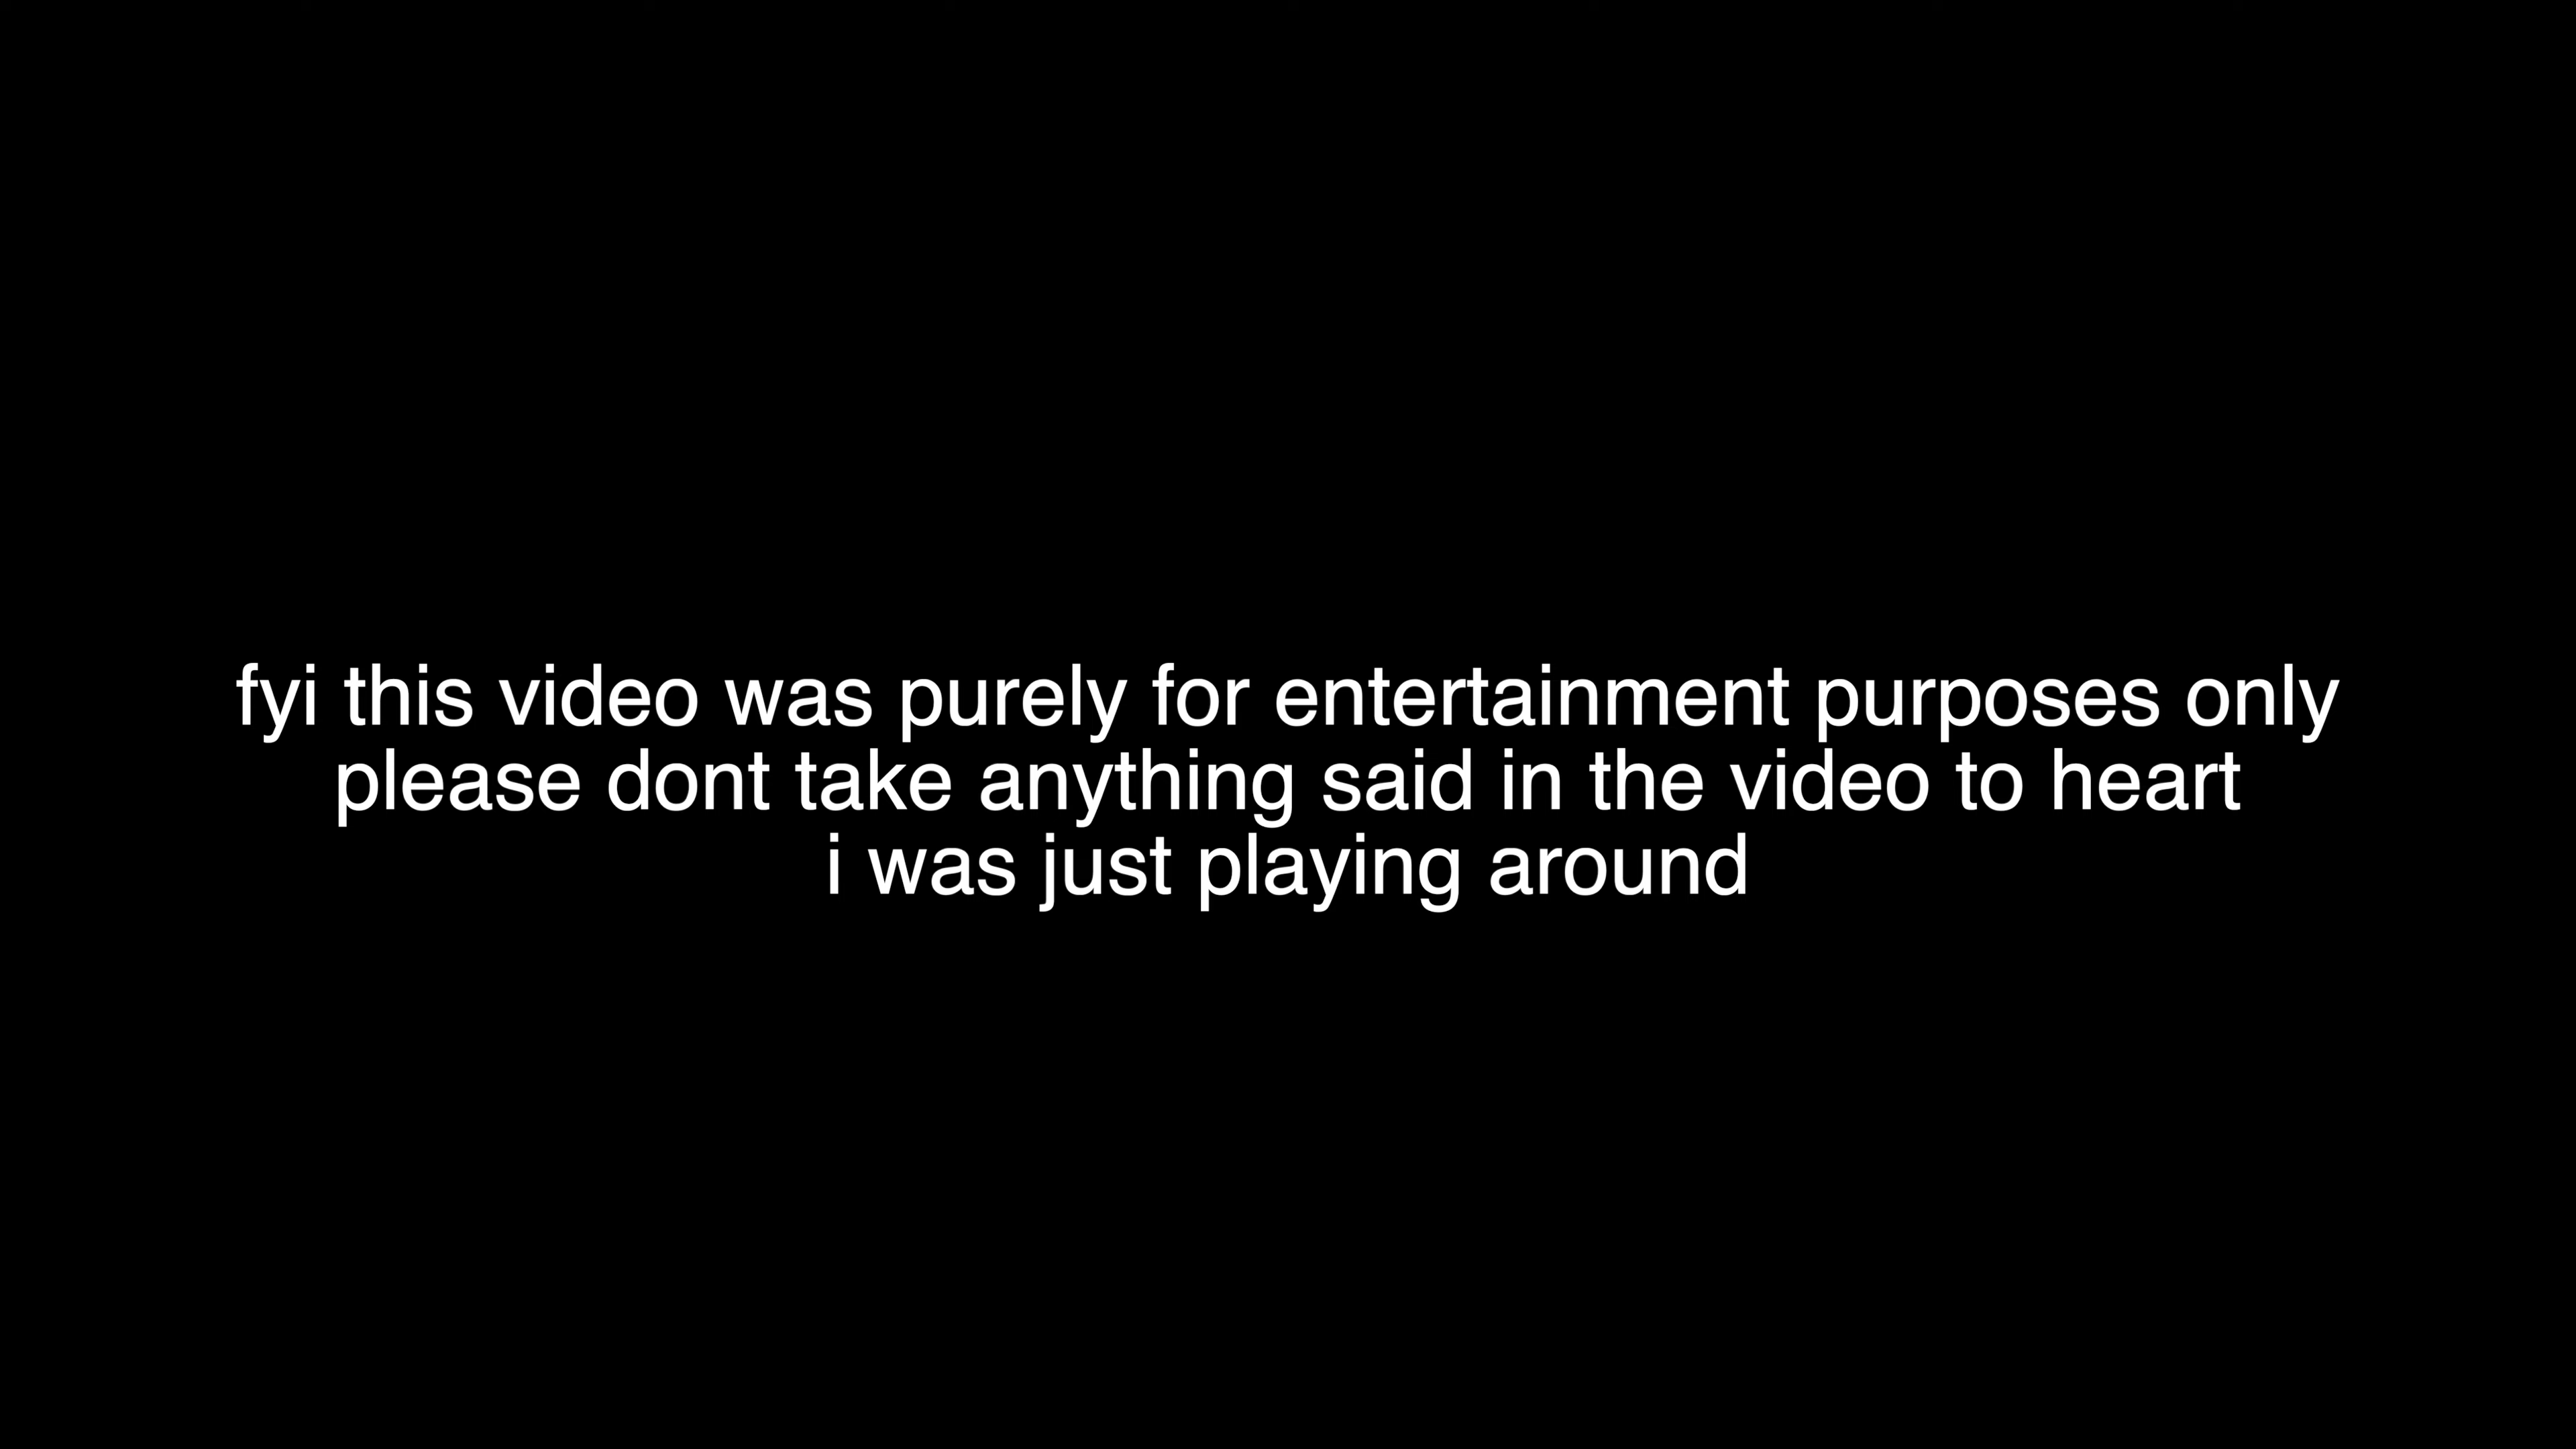 fyi this video was purely for entertainment purposes only
please dont take anything said in the video to heart
i was just playing around